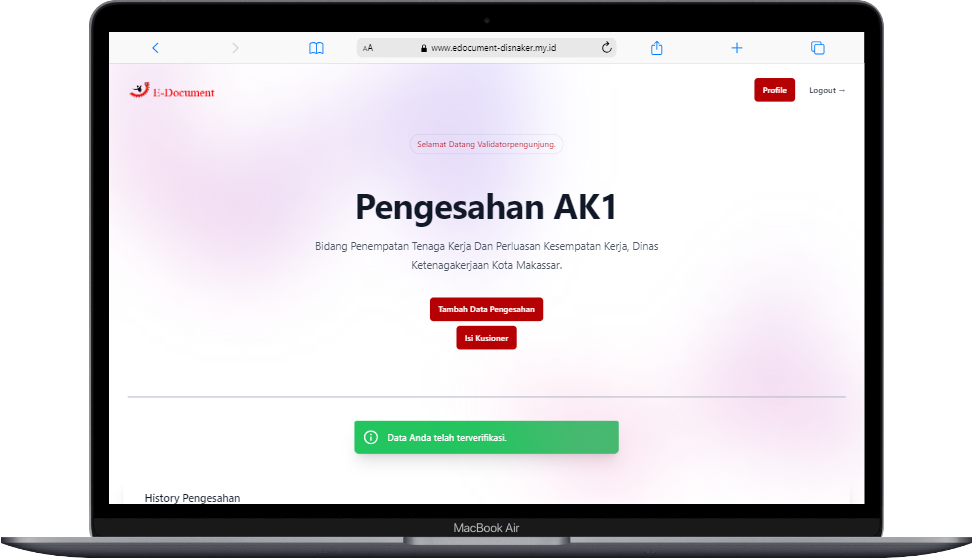 AA
www.edocument-disnaker.my.id
E-Document
Profile
Logout →
Selamat Datang Validatorpengunjung.
Pengesahan AK1
Bidang Penempatan Tenaga Kerja Dan Perluasan Kesempatan Kerja, Dinas
Ketenagakerjaan Kota Makassar.
Tambah Data Pengesahan
Isi Kusioner
Data Anda telah terverifikasi.
History Pengesahan
MacBook Air